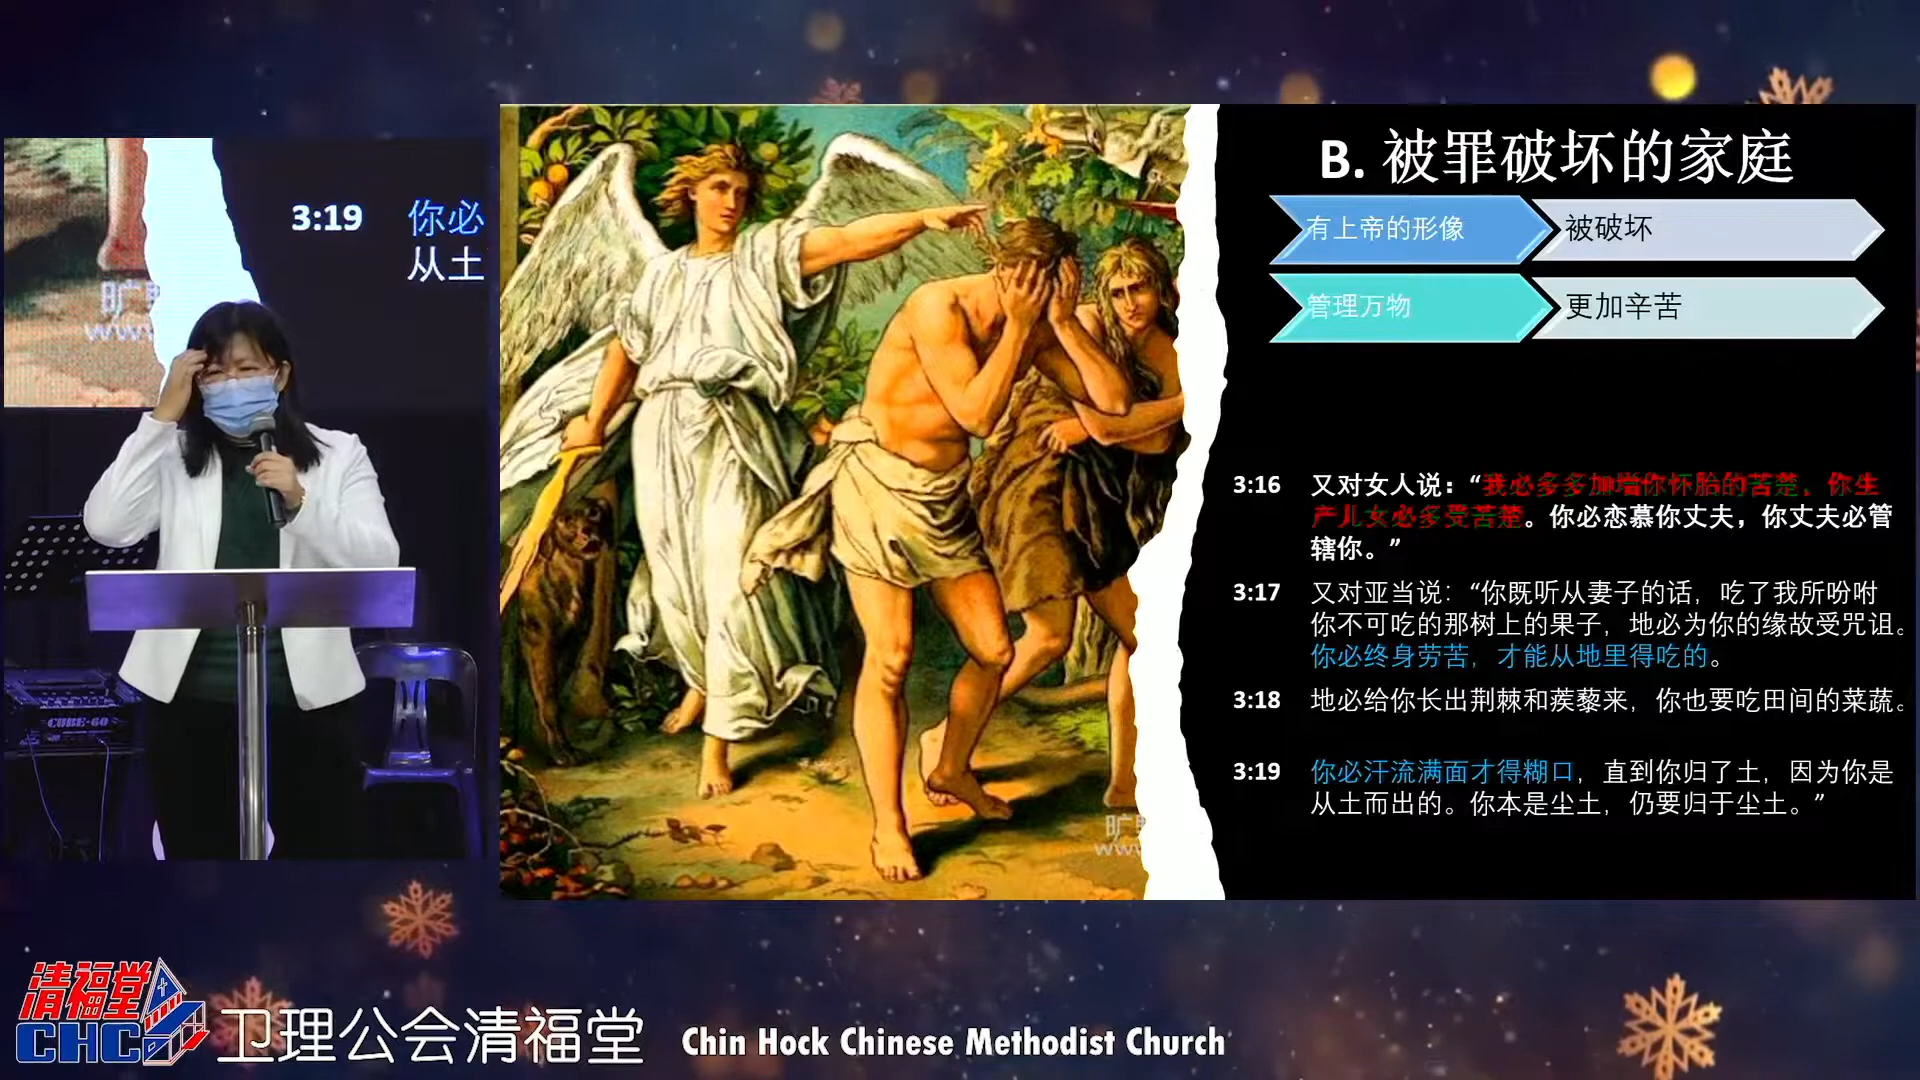 3:19 你必
从土
B. 被罪破坏的家庭
有上帝的形像 被破坏
管理万物 更加辛苦
3:16 又对女人说：“我必多多加增你怀胎的苦楚，你生
产儿女必多受苦楚。你必恋慕你丈夫，你丈夫必管
辖你。”
3:17 又对亚当说：“你既听从妻子的话，吃了我所吩咐
你不可吃的那树上的果子，地必为你的缘故受咒诅。
你必终身劳苦，才能从地里得吃的。
3:18 地必给你长出荆棘和蒺藜来，你也要吃田间的菜蔬。
3:19 你必汗流满面才得糊口，直到你归了土，因为你是
从土而出的。你本是尘土，仍要归于尘土。”
CUBE-60
清福堂
CHC
卫理公会清福堂 Chin Hock Chinese Methodist Church